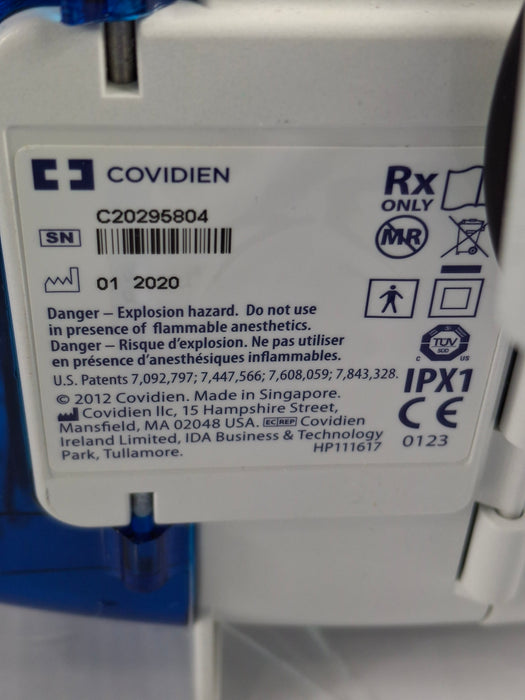 COVIDIEN
C20295804
SN
01 2020
Rx
ONLY
MR
Danger – Explosion hazard. Do not use
in presence of flammable anesthetics.
Danger – Risque d'explosion. Ne pas utiliser
en présence d'anesthésiques inflammables.
U.S. Patents 7,092,797; 7,447,566; 7,608,059; 7,843,328.
© 2012 Covidien. Made in Singapore.
Covidien llc, 15 Hampshire Street,
Mansfield, MA 02048 USA. EC REP Covidien
Ireland Limited, IDA Business & Technology
Park, Tullamore.
HP111617
TÜV
SÜD
C US
IPX1
CE
0123